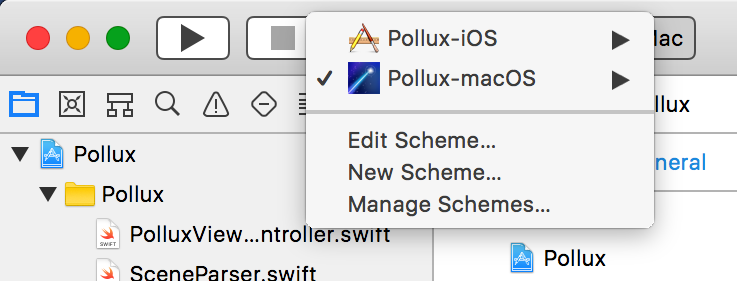 Pollux-iOS
Mac
✓ Pollux-macOS
llux
Edit Scheme...
Pollux
New Scheme...
neral
Pollux
Manage Schemes...
PolluxView...ntroller.swift
SWIFT
Pollux
SceneParser.swift